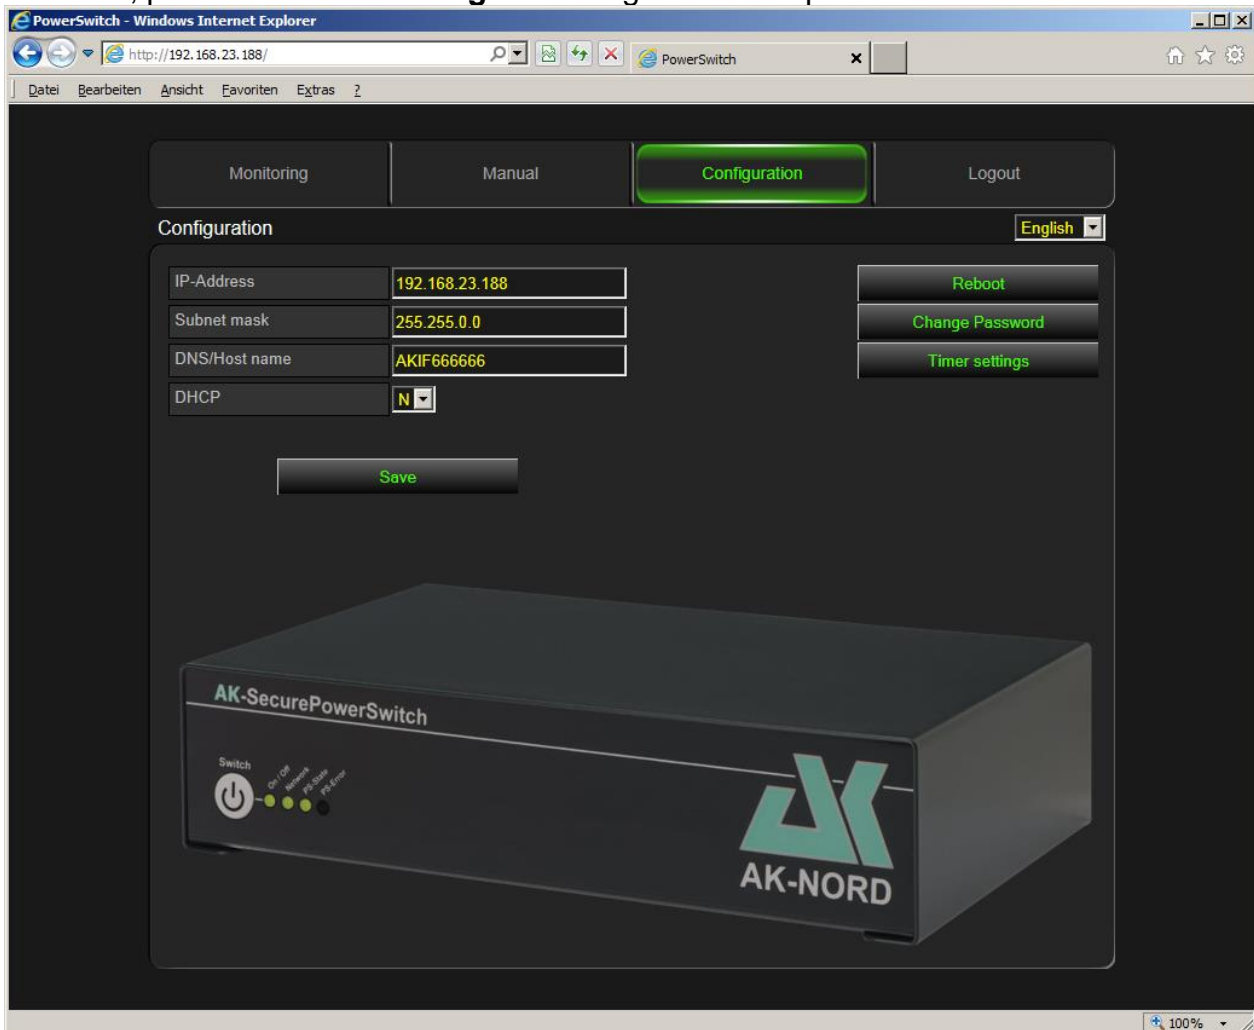 PowerSwitch - Windows Internet Explorer
http://192.168.23.188/
PowerSwitch
Datei Bearbeiten Ansicht Favoriten Extras ?
Monitoring Manual Configuration Logout
Configuration English
IP-Address 192.168.23.188 Reboot
Subnet mask 255.255.0.0 Change Password
DNS/Host name AKIF666666 Timer settings
DHCP N
Save
AK-SecurePowerSwitch
Switch On / Off Network PS-State PS-Error
AK
AK-NORD
100%